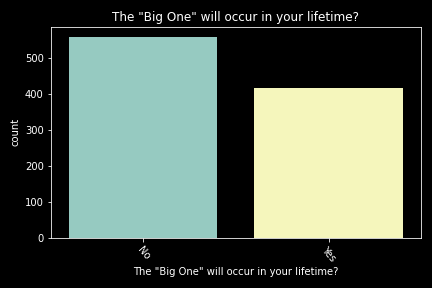 The "Big One" will occur in your lifetime?
500
400
300
200
100
0
count
No
Yes
The "Big One" will occur in your lifetime?